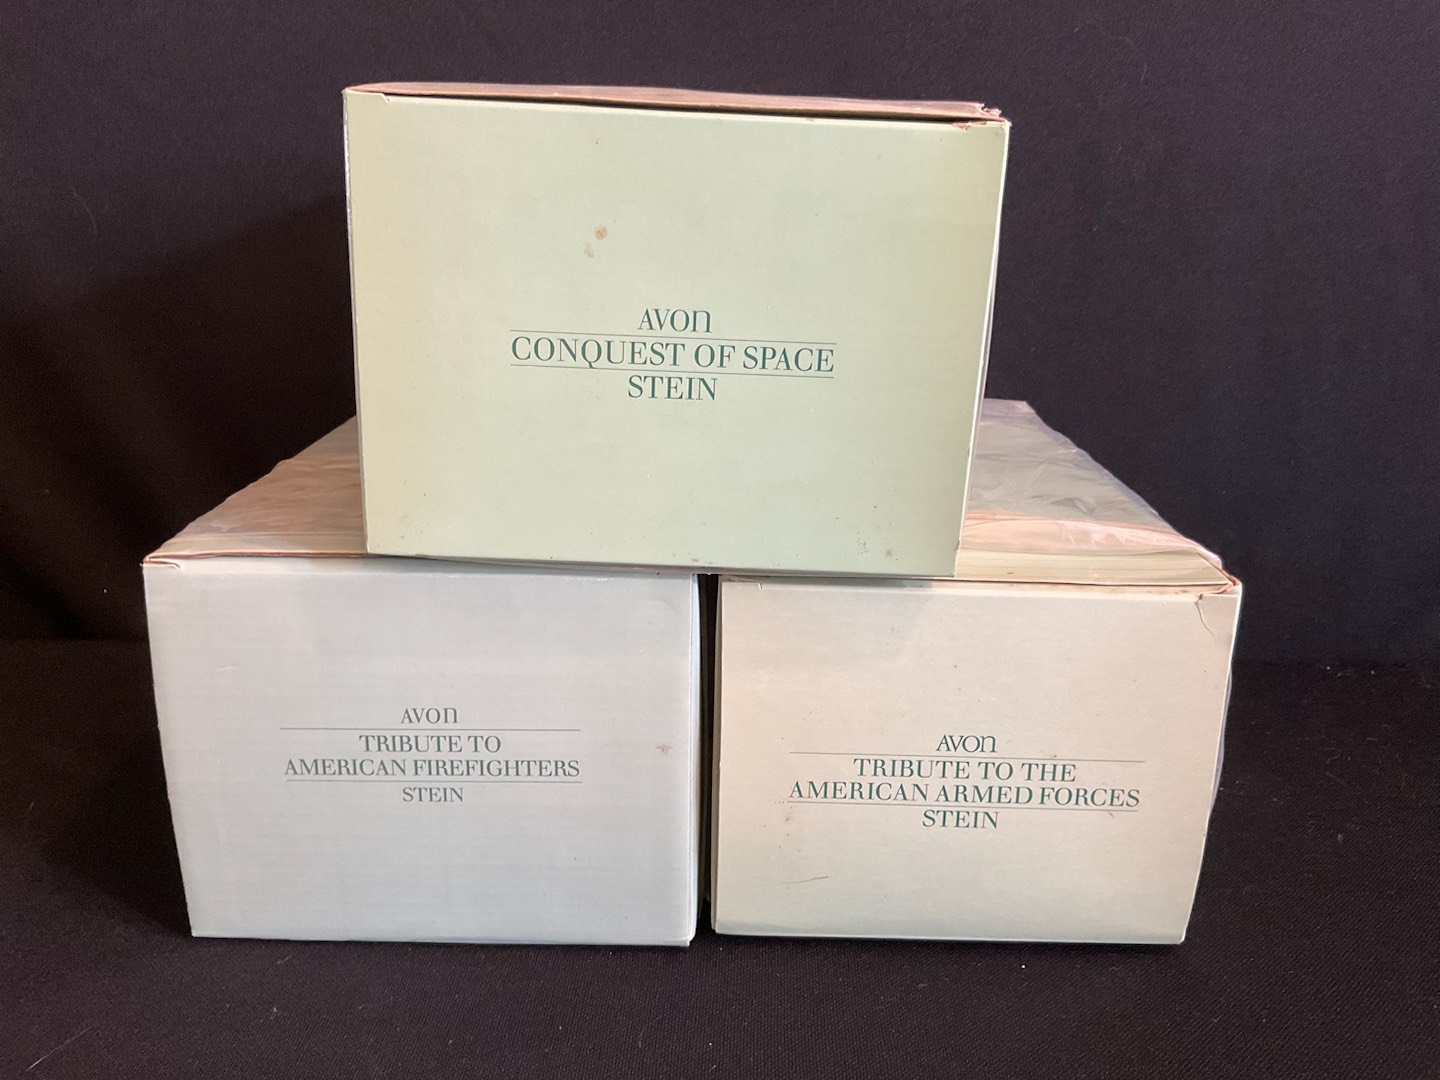 AVON
CONQUEST OF SPACE
STEIN
AVON
TRIBUTE TO
AMERICAN FIREFIGHTERS
STEIN
AVON
TRIBUTE TO THE
AMERICAN ARMED FORCES
STEIN